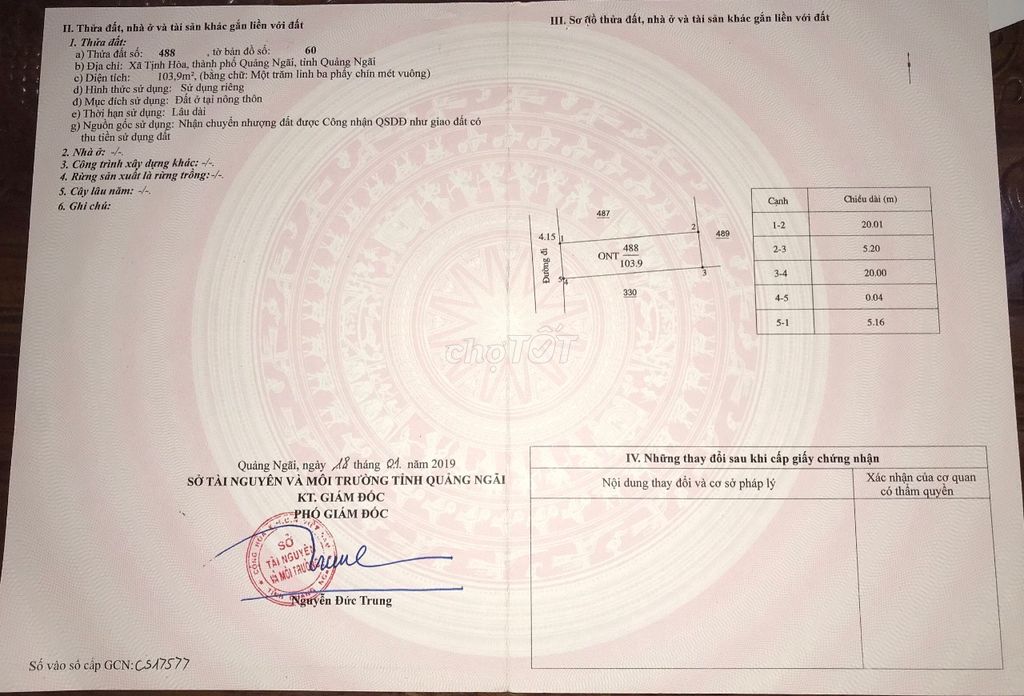 II. Thửa đất, nhà ở và tài sản khác gắn liền với đất
1. Thửa đất:
a) Thửa đất số: 488 , tờ bản đồ số: 60
b) Địa chỉ: Xã Tịnh Hòa, thành phố Quảng Ngãi, tỉnh Quảng Ngãi
c) Diện tích: 103,9m², (bằng chữ: Một trăm linh ba phẩy chín mét vuông)
d) Hình thức sử dụng: Sử dụng riêng
đ) Mục đích sử dụng: Đất ở tại nông thôn
e) Thời hạn sử dụng: Lâu dài
g) Nguồn gốc sử dụng: Nhận chuyển nhượng đất được Công nhận QSDĐ như giao đất có
thu tiền sử dụng đất
2. Nhà ở: -/-.
3. Công trình xây dựng khác: -/-.
4. Rừng sản xuất là rừng trồng: -/-.
5. Cây lâu năm: -/-.
6. Ghi chú:
Quảng Ngãi, ngày 18 tháng 01. năm 2019
SỞ TÀI NGUYÊN VÀ MÔI TRƯỜNG TỈNH QUẢNG NGÃI
KT. GIÁM ĐỐC
PHÓ GIÁM ĐỐC
SỞ
TÀI NGUYÊN
VÀ MÔI TRƯỜNG
Nguyễn Đức Trung
Số vào sổ cấp GCN: CS17577
III. Sơ đồ thửa đất, nhà ở và tài sản khác gắn liền với đất
487
4.15 1 2 489
Đường đi
ONT 488
103.9
5 4 3
330
Cạnh Chiều dài (m)
1-2 20.01
2-3 5.20
3-4 20.00
4-5 0.04
5-1 5.16
chợTỐT
IV. Những thay đổi sau khi cấp giấy chứng nhận
Nội dung thay đổi và cơ sở pháp lý
Xác nhận của cơ quan
có thẩm quyền